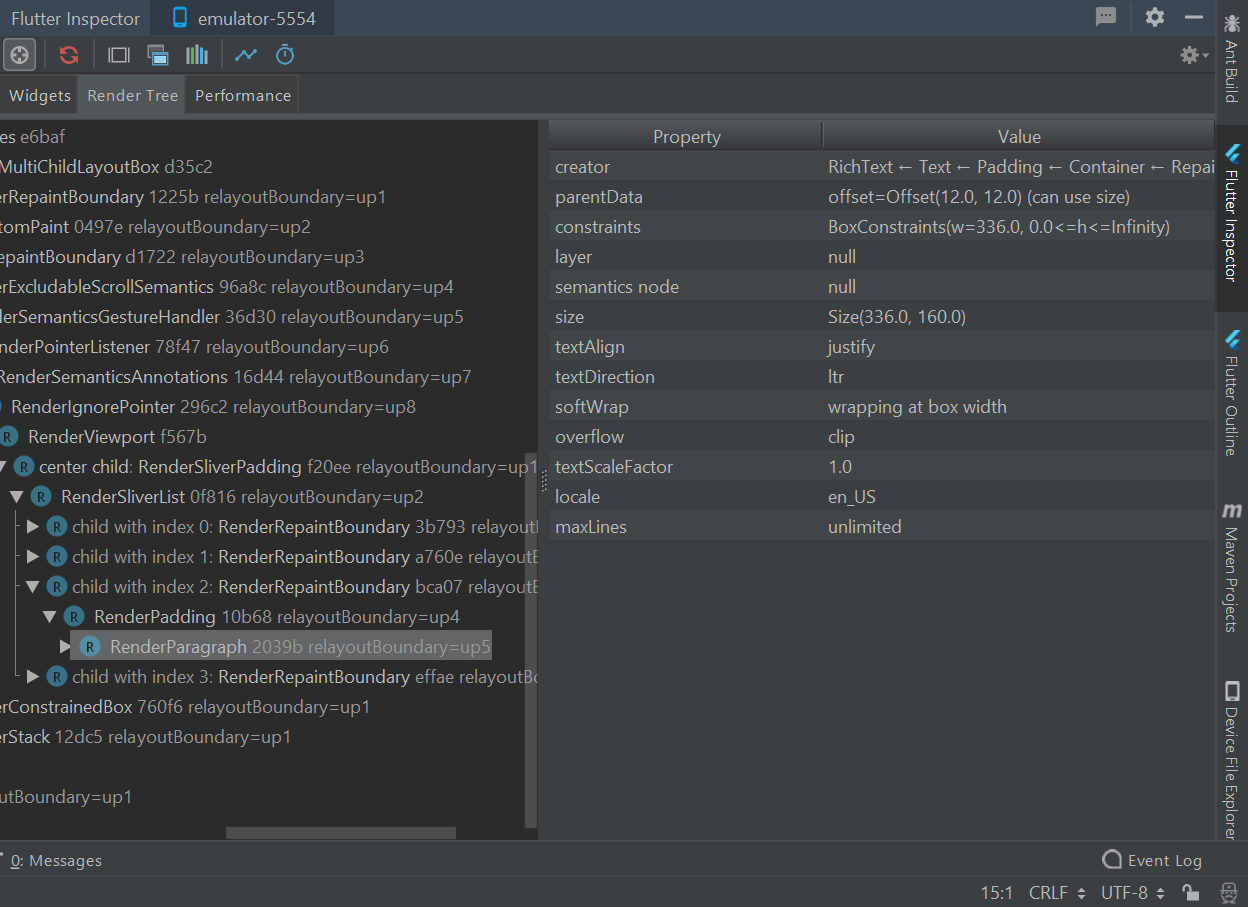 Flutter Inspector
emulator-5554
Widgets
Render Tree
Performance
es e6baf
MultiChildLayoutBox d35c2
erRepaintBoundary 1225b relayoutBoundary=up1
tomPaint 0497e relayoutBoundary=up2
epaintBoundary d1722 relayoutBoundary=up3
erExcludableScrollSemantics 96a8c relayoutBoundary=up4
derSemanticsGestureHandler 36d30 relayoutBoundary=up5
nderPointerListener 78f47 relayoutBoundary=up6
RenderSemanticsAnnotations 16d44 relayoutBoundary=up7
RenderIgnorePointer 296c2 relayoutBoundary=up8
R RenderViewport f567b
R center child: RenderSliverPadding f20ee relayoutBoundary=up1
R RenderSliverList 0f816 relayoutBoundary=up2
R child with index 0: RenderRepaintBoundary 3b793 relayout
R child with index 1: RenderRepaintBoundary a760e relayoutE
R child with index 2: RenderRepaintBoundary bca07 relayoutE
R RenderPadding 10b68 relayoutBoundary=up4
R RenderParagraph 2039b relayoutBoundary=up5
R child with index 3: RenderRepaintBoundary effae relayoutBo
erConstrainedBox 760f6 relayoutBoundary=up1
erStack 12dc5 relayoutBoundary=up1
utBoundary=up1
Property Value
creator RichText ← Text ← Padding ← Container ← Repai
parentData offset=Offset(12.0, 12.0) (can use size)
constraints BoxConstraints(w=336.0, 0.0<=h<=Infinity)
layer null
semantics node null
size Size(336.0, 160.0)
textAlign justify
textDirection ltr
softWrap wrapping at box width
overflow clip
textScaleFactor 1.0
locale en_US
maxLines unlimited
Ant Build
Flutter Inspector
Flutter Outline
m Maven Projects
Device File Explorer
0: Messages
Event Log
15:1 CRLF UTF-8